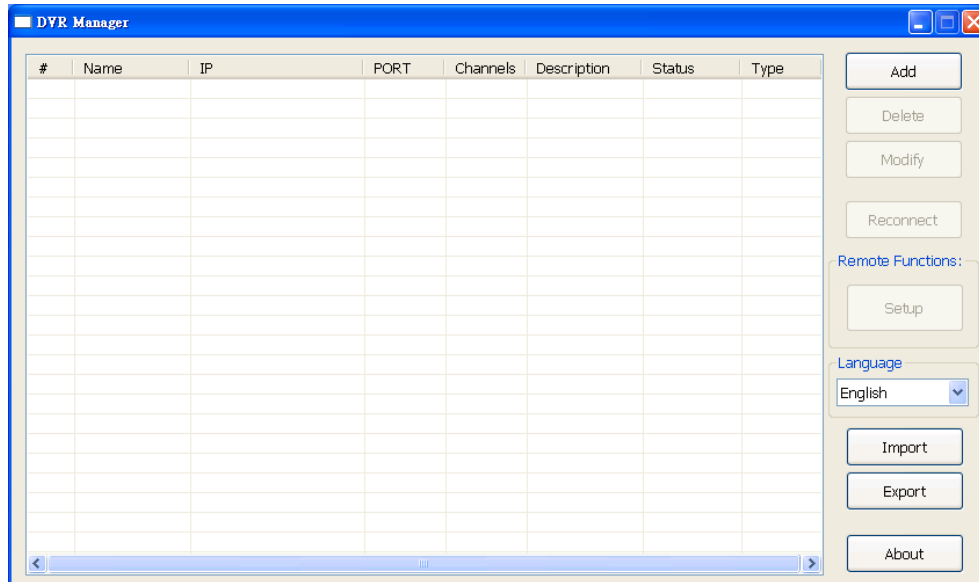 DVR Manager
# Name IP PORT Channels Description Status Type
Add
Delete
Modify
Reconnect
Remote Functions:
Setup
Language
English
Import
Export
About